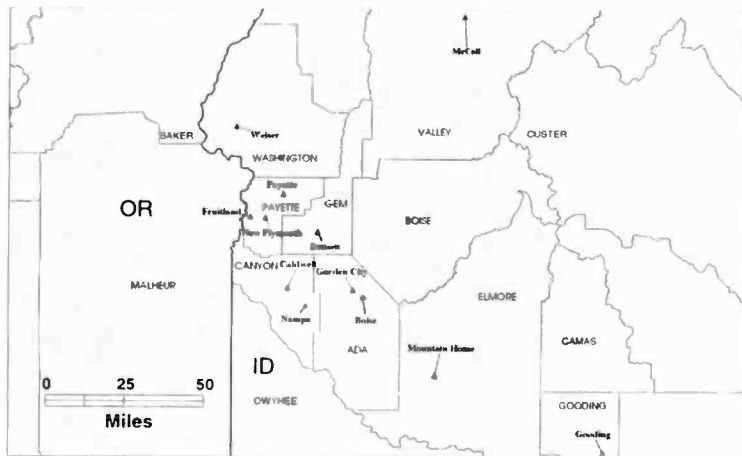 McCall
BAKER
Weiser
VALLEY
CUSTER
WASHINGTON
Payette
OR
GEM
Fruitland
PAYETTE
BOISE
New Plymouth
Emmett
CANYON
Caldwell
Garden City
MALHEUR
ELMORE
Nampa
Boise
CAMAS
ADA
Mountain Home
ID
0 25 50
OWYHEE
GOODING
Miles
Gooding